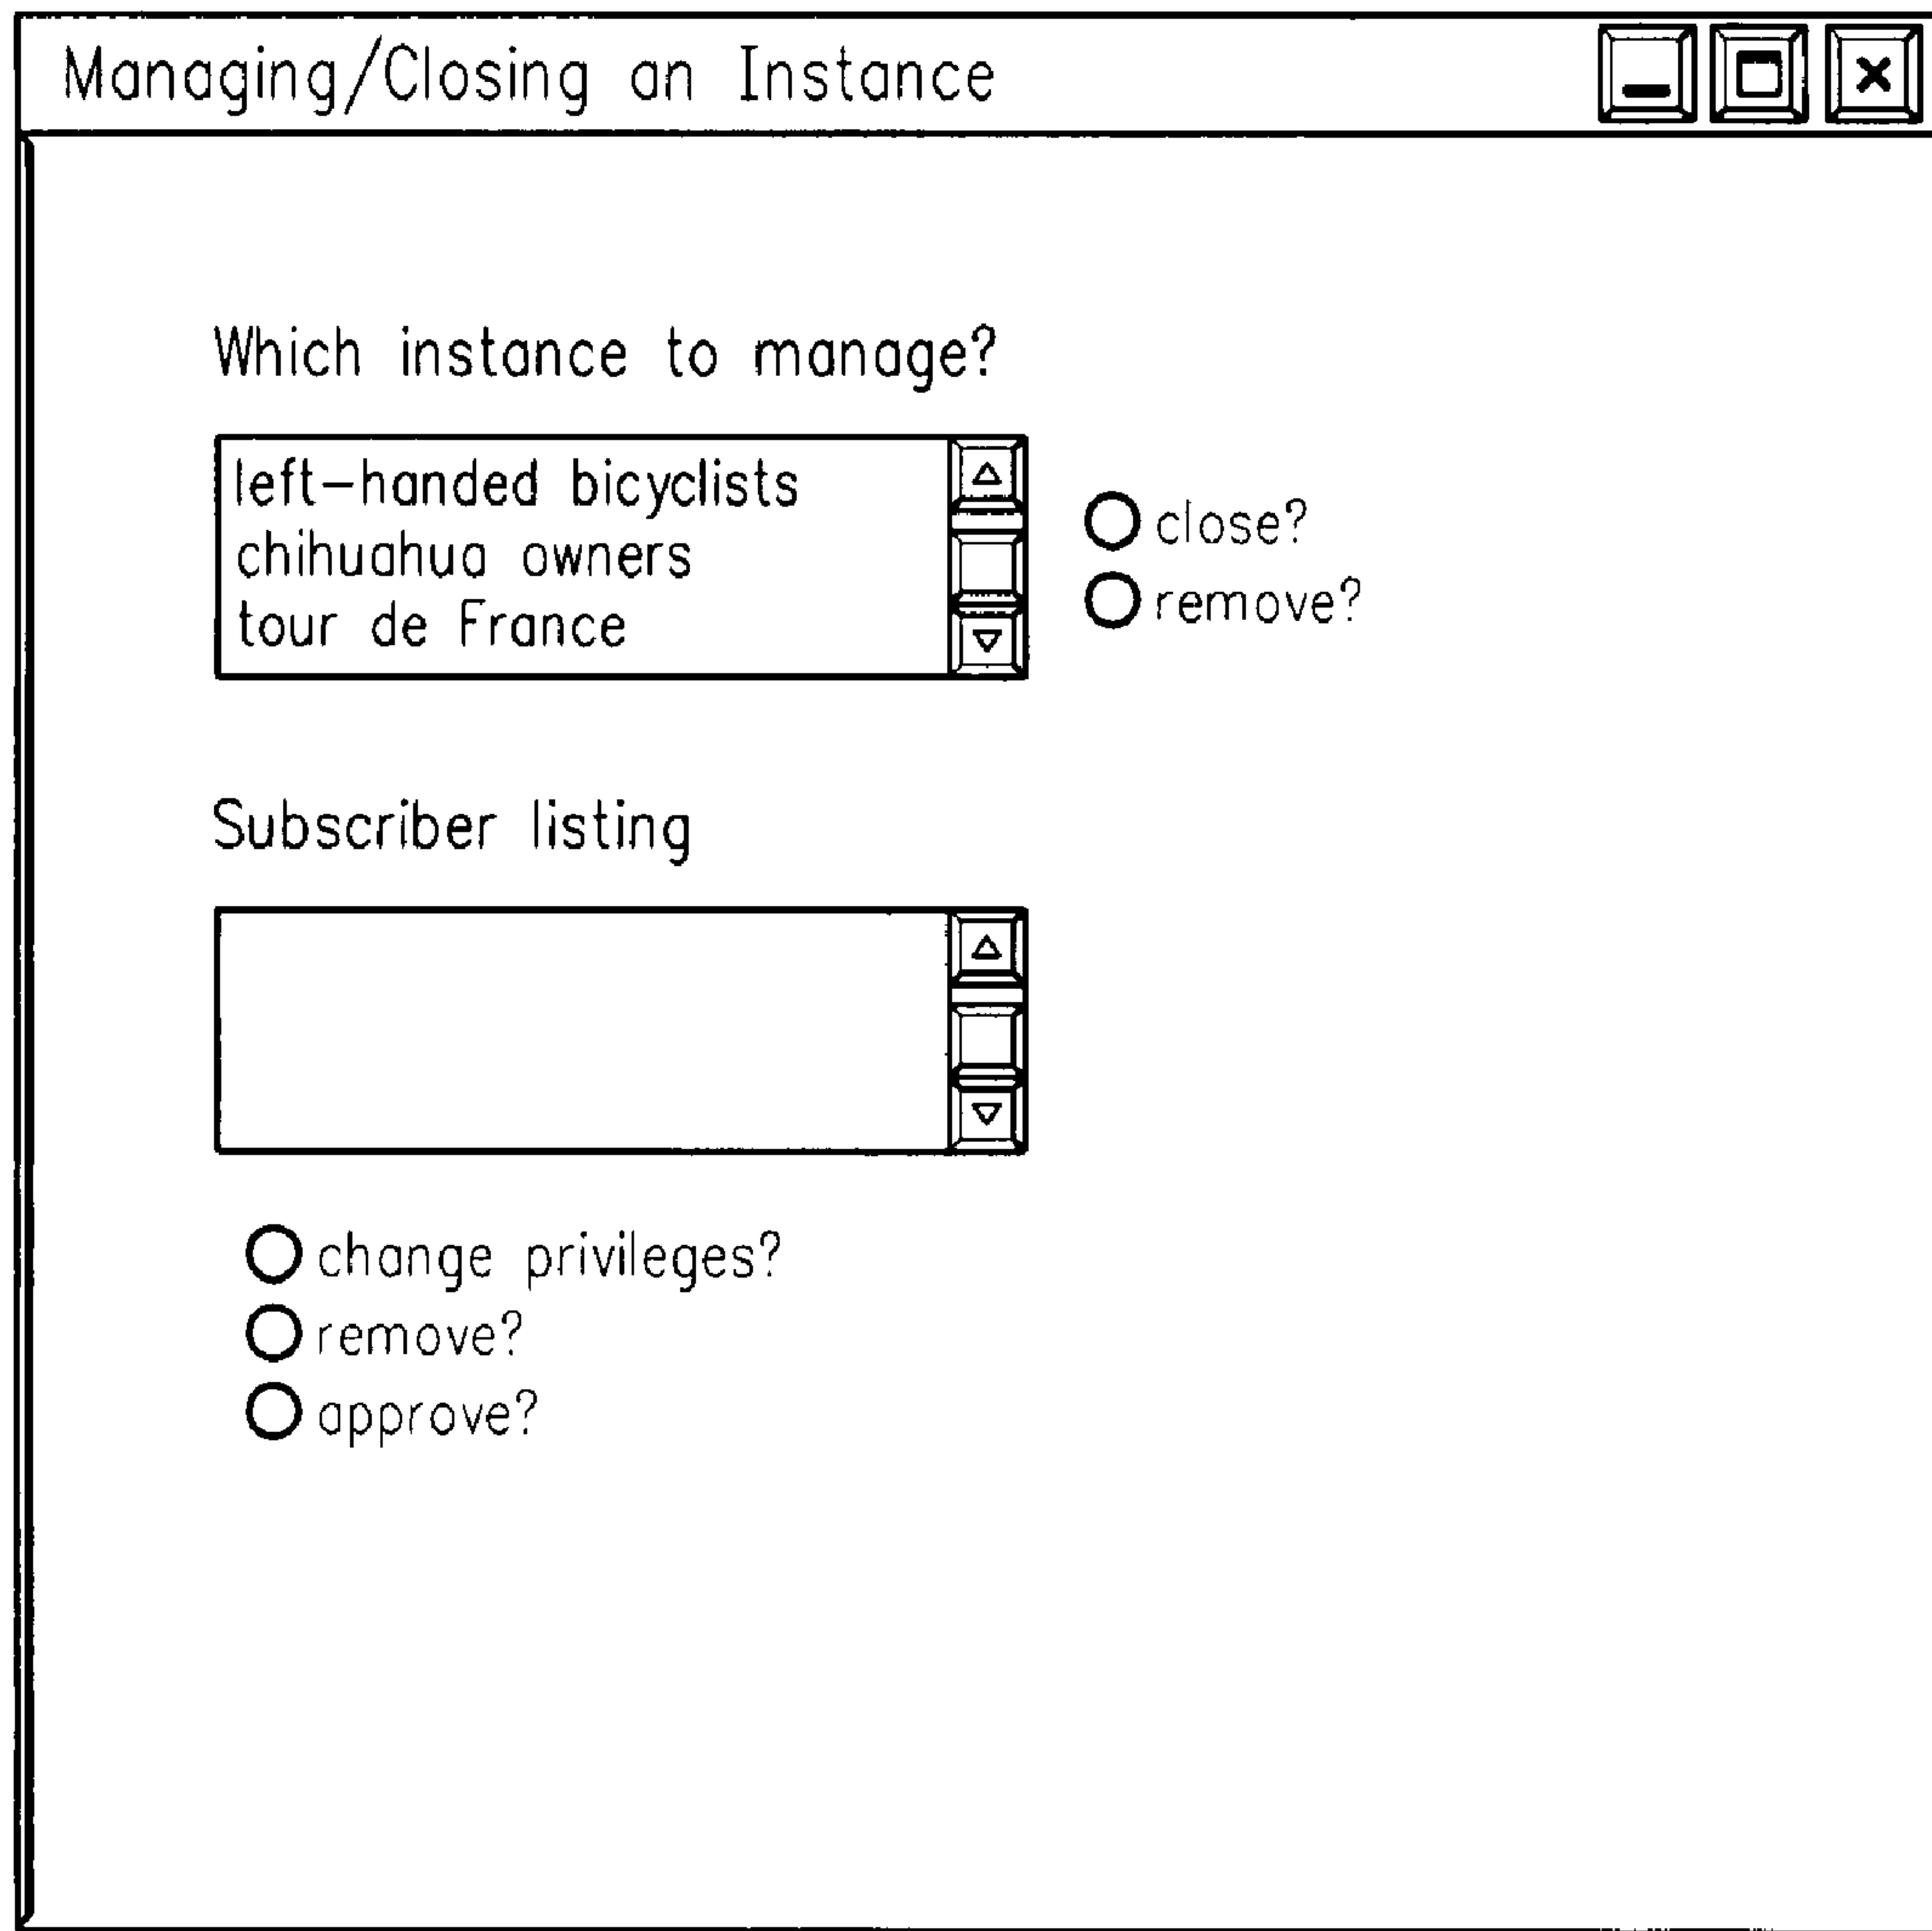 Managing/Closing an Instance
Which instance to manage?
left-handed bicyclists
chihuahua owners
tour de France
close?
remove?
Subscriber listing
change privileges?
remove?
approve?